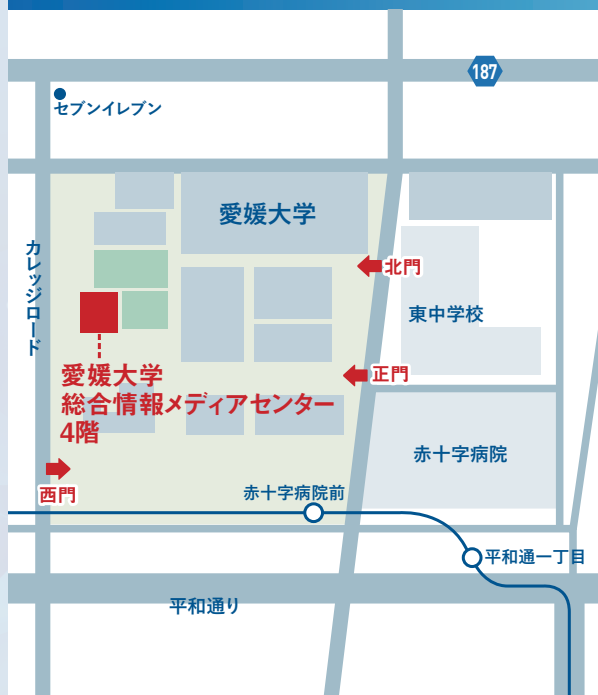 187
セブンイレブン
愛媛大学
カレッジロード
北門
東中学校
正門
愛媛大学
総合情報メディアセンター
4階
赤十字病院
西門
赤十字病院前
平和通一丁目
平和通り